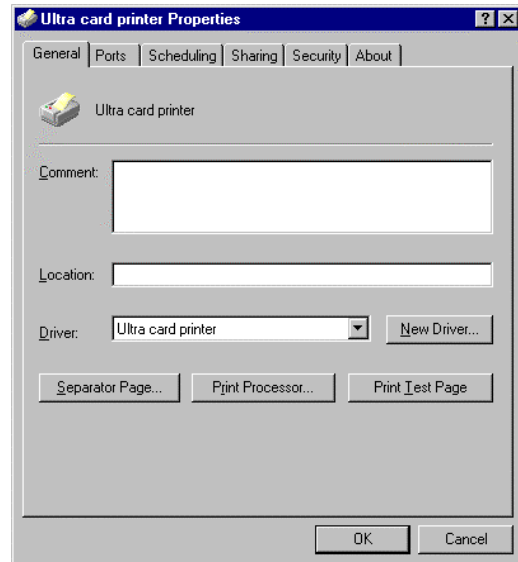 Ultra card printer Properties
General Ports Scheduling Sharing Security About
Ultra card printer
Comment:
Location:
Driver: Ultra card printer New Driver...
Separator Page... Print Processor... Print Test Page
OK Cancel